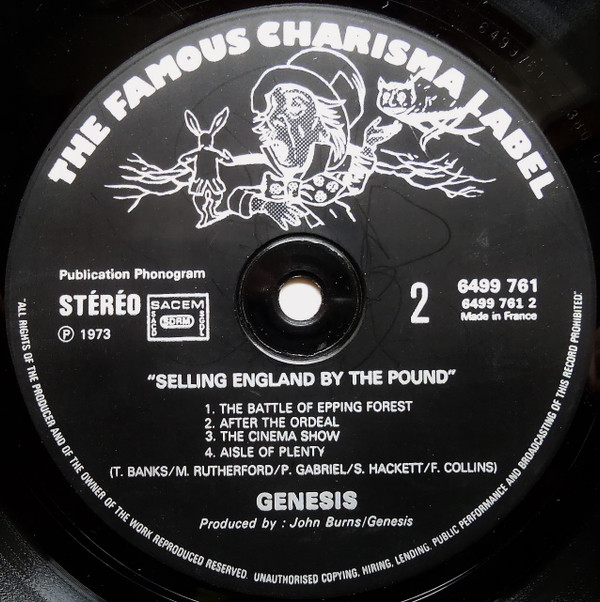 THE FAMOUS CHARISMA LABEL
Publication Phonogram
STÉRÉO
SACEM
SACD
SDRM
SGDL
℗ 1973
2
6499 761
6499 761 2
Made in France
"SELLING ENGLAND BY THE POUND"
1. THE BATTLE OF EPPING FOREST
2. AFTER THE ORDEAL
3. THE CINEMA SHOW
4. AISLE OF PLENTY
(T. BANKS/M. RUTHERFORD/P. GABRIEL/S. HACKETT/F. COLLINS)
GENESIS
Produced by : John Burns/Genesis
"ALL RIGHTS OF THE PRODUCER AND OF THE OWNER OF THE WORK REPRODUCED RESERVED. UNAUTHORISED COPYING, HIRING, LENDING, PUBLIC PERFORMANCE AND BROADCASTING OF THIS RECORD PROHIBITED."